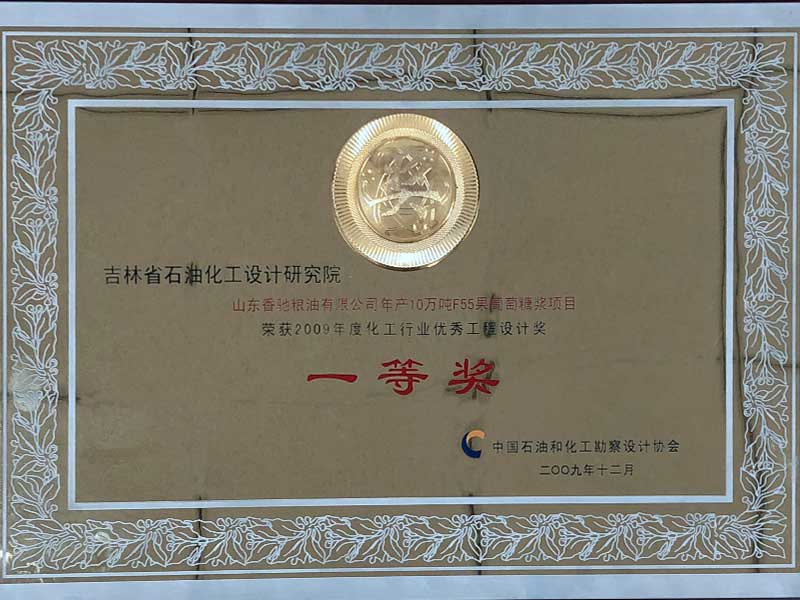 吉林省石油化工设计研究院
山东香驰粮油有限公司年产10万吨F55果葡萄糖浆项目
荣获2009年度化工行业优秀工程设计奖
一等奖
中国石油和化工勘察设计协会
二〇〇九年十二月